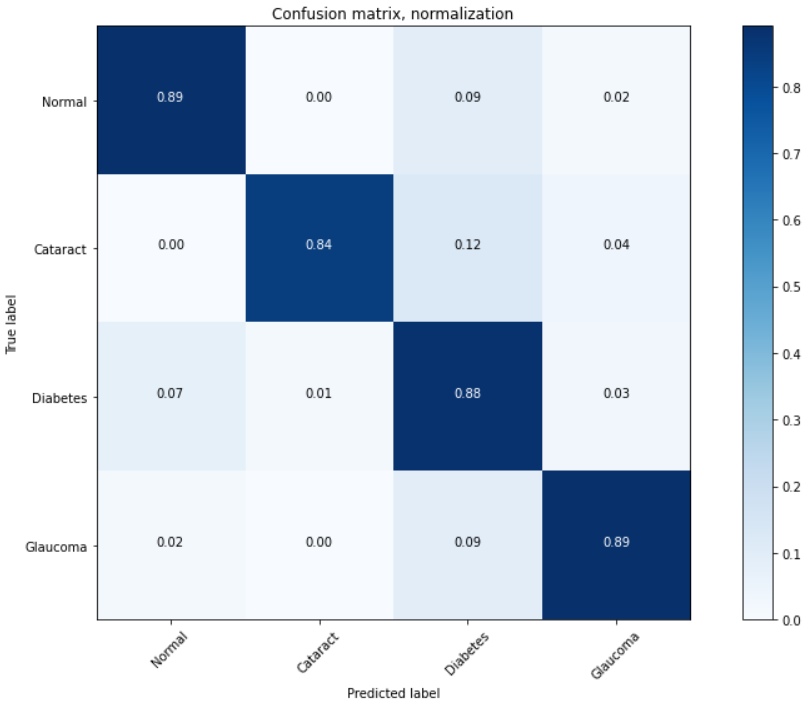 Confusion matrix, normalization
True label
Normal 0.89 0.00 0.09 0.02
Cataract 0.00 0.84 0.12 0.04
Diabetes 0.07 0.01 0.88 0.03
Glaucoma 0.02 0.00 0.09 0.89
Normal Cataract Diabetes Glaucoma
Predicted label
0.8
0.7
0.6
0.5
0.4
0.3
0.2
0.1
0.0